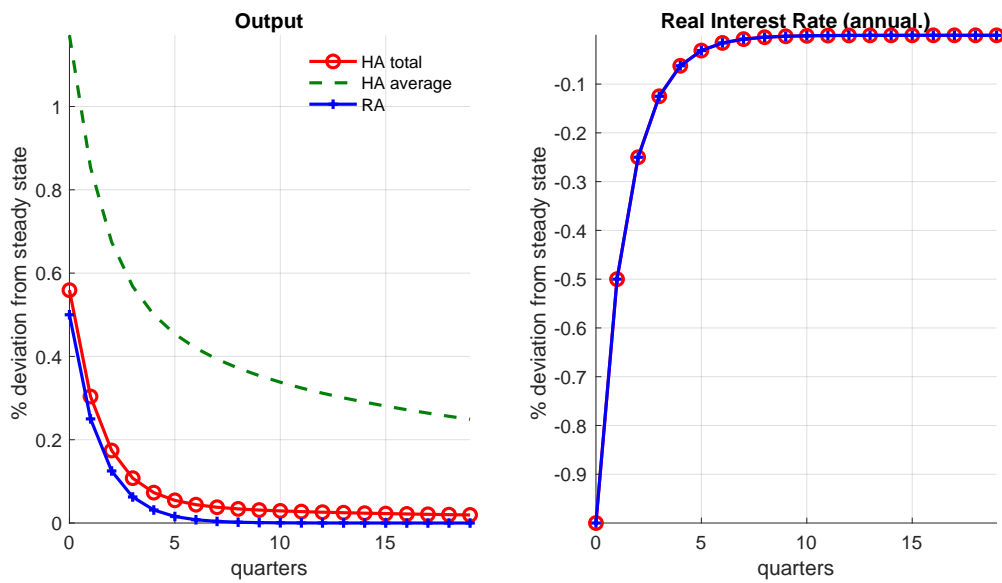 Output
% deviation from steady state
1
0.8
0.6
0.4
0.2
0
0
5
10
15
quarters
HA total
HA average
RA
Real Interest Rate (annual.)
% deviation from steady state
-0.1
-0.2
-0.3
-0.4
-0.5
-0.6
-0.7
-0.8
-0.9
0
5
10
15
quarters